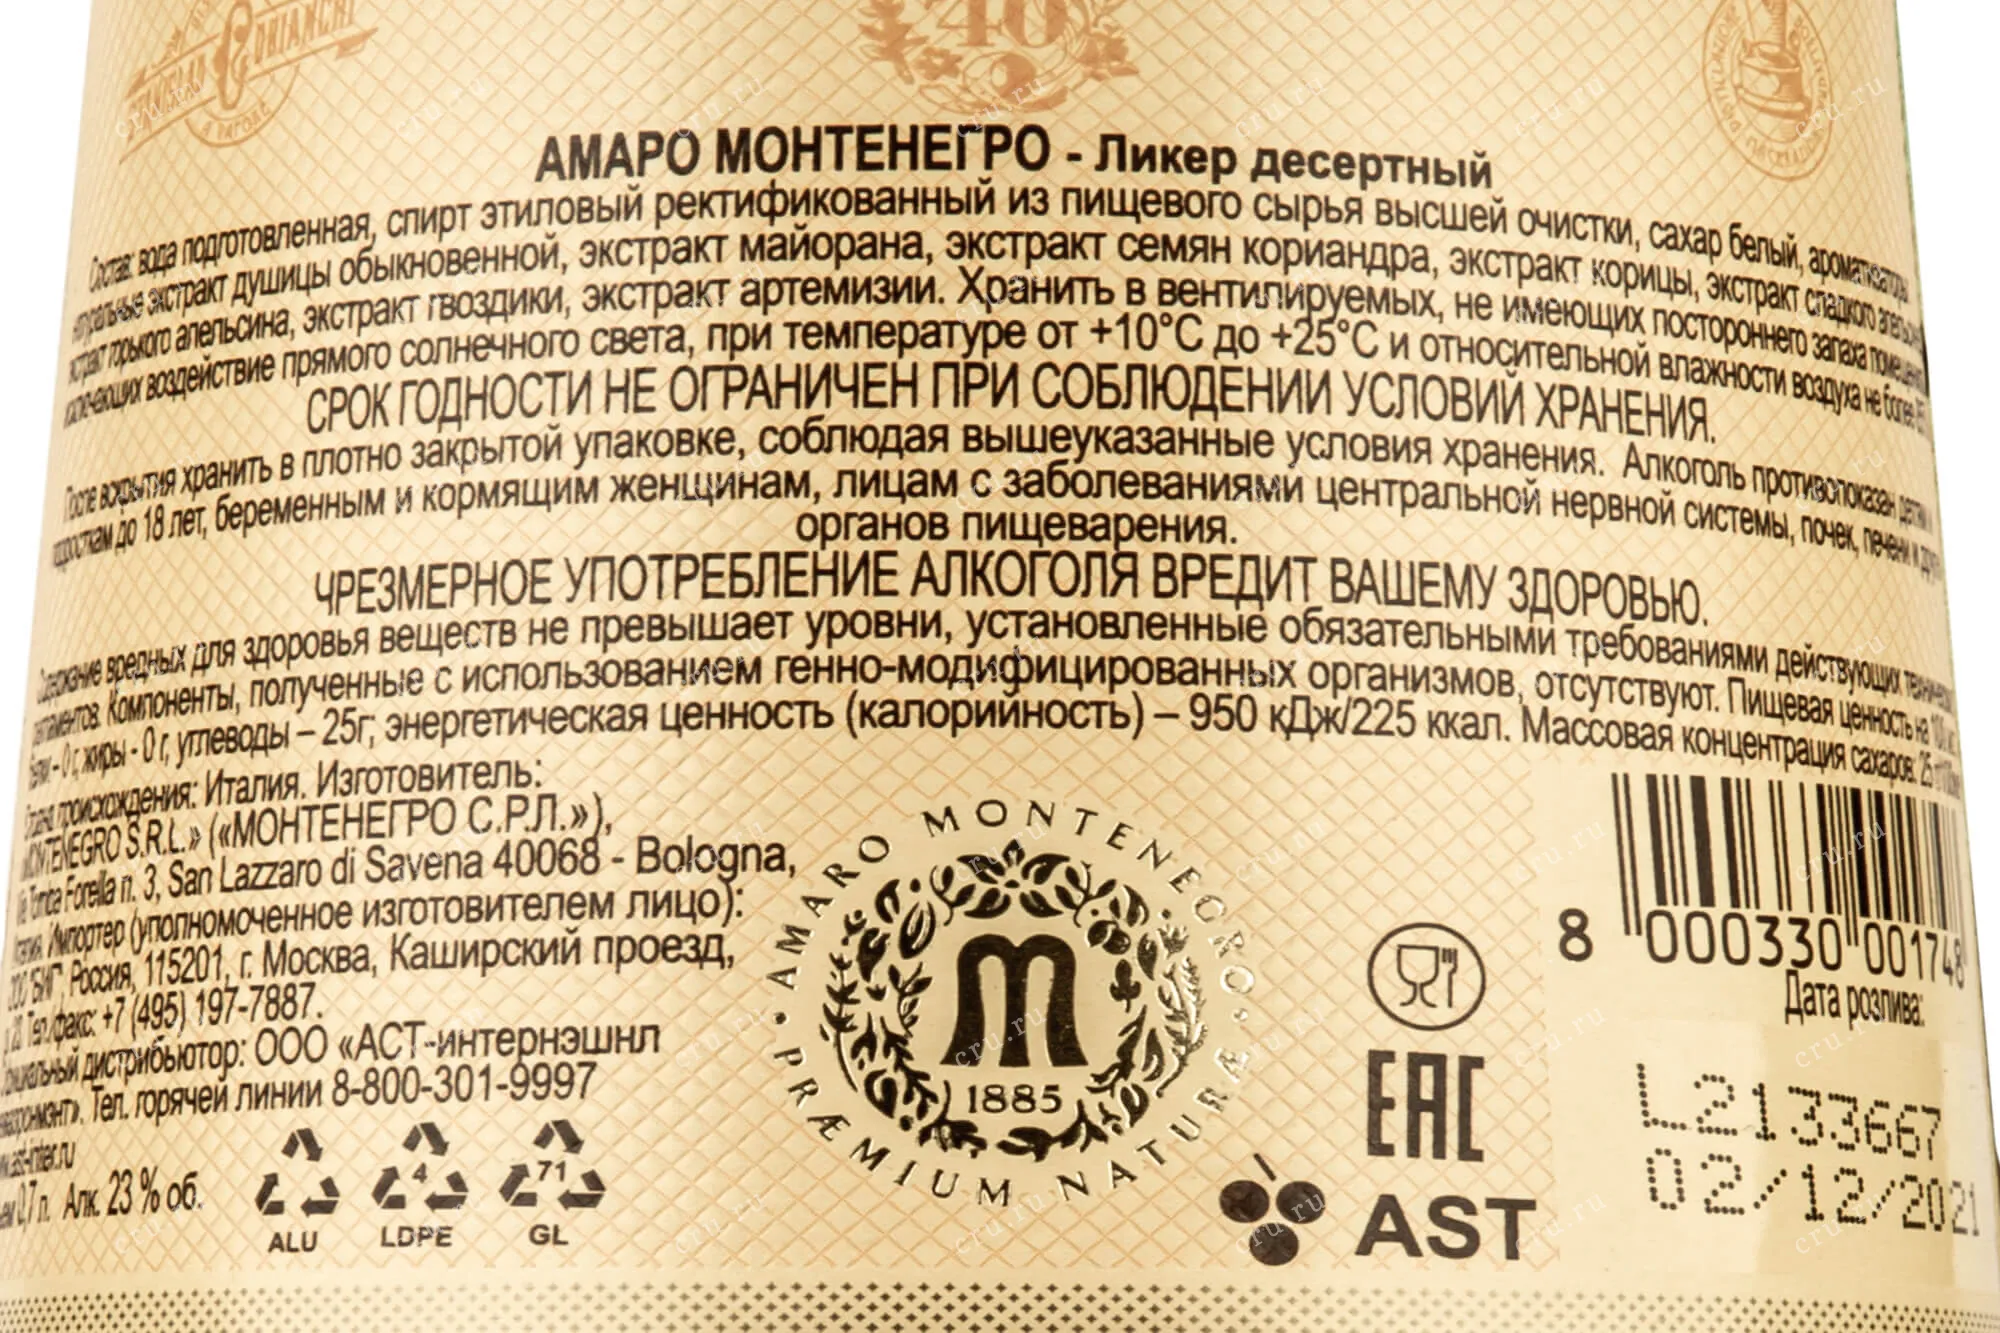 40
АМАРО МОНТЕНЕГРО - Ликер десертный
Состав: вода подготовленная, спирт этиловый ректификованный из пищевого сырья высшей очистки, сахар белый, ароматизаторы
натуральные экстракт душицы обыкновенной, экстракт майорана, экстракт семян кориандра, экстракт корицы, экстракт сладкого
горького апельсина, экстракт гвоздики, экстракт артемизии. Хранить в вентилируемых, не имеющих постороннего запаха
воздействие прямого солнечного света, при температуре от +10°С до +25°С и относительной влажности воздуха не более
СРОК ГОДНОСТИ НЕ ОГРАНИЧЕН ПРИ СОБЛЮДЕНИИ УСЛОВИЙ ХРАНЕНИЯ.
После вскрытия хранить в плотно закрытой упаковке, соблюдая вышеуказанные условия хранения. Алкоголь противопоказан
подросткам до 18 лет, беременным и кормящим женщинам, лицам с заболеваниями центральной нервной системы, почек, печени и
органов пищеварения.
ЧРЕЗМЕРНОЕ УПОТРЕБЛЕНИЕ АЛКОГОЛЯ ВРЕДИТ ВАШЕМУ ЗДОРОВЬЮ.
Содержание вредных для здоровья веществ не превышает уровни, установленные обязательными требованиями действующих
Компоненты, полученные с использованием генно-модифицированных организмов, отсутствуют. Пищевая ценность на
- 0 г, жиры - 0 г, углеводы – 25г; энергетическая ценность (калорийность) – 950 кДж/225 ккал. Массовая концентрация сахаров: 25
происхождения: Италия. Изготовитель:
MONTENEGRO S.R.L.» («МОНТЕНЕГРО С.Р.Л.»),
Forella n. 3, San Lazzaro di Savena 40068 - Bologna,
Импортер (уполномоченное изготовителем лицо):
Россия, 115201, г. Москва, Каширский проезд,
Тел./факс: +7 (495) 197-7887.
дистрибьютор: ООО «АСТ-интернэшнл
Тел. горячей линии 8-800-301-9997
0,7 л. Алк. 23 % об.
ALU
4
LDPE
71
GL
AMARO MONTENEGRO
1885
PRÆMIUM NATURÆ
EAC
AST
8 000330 001748
Дата розлива:
L2133667
02/12/2021
cru.ru